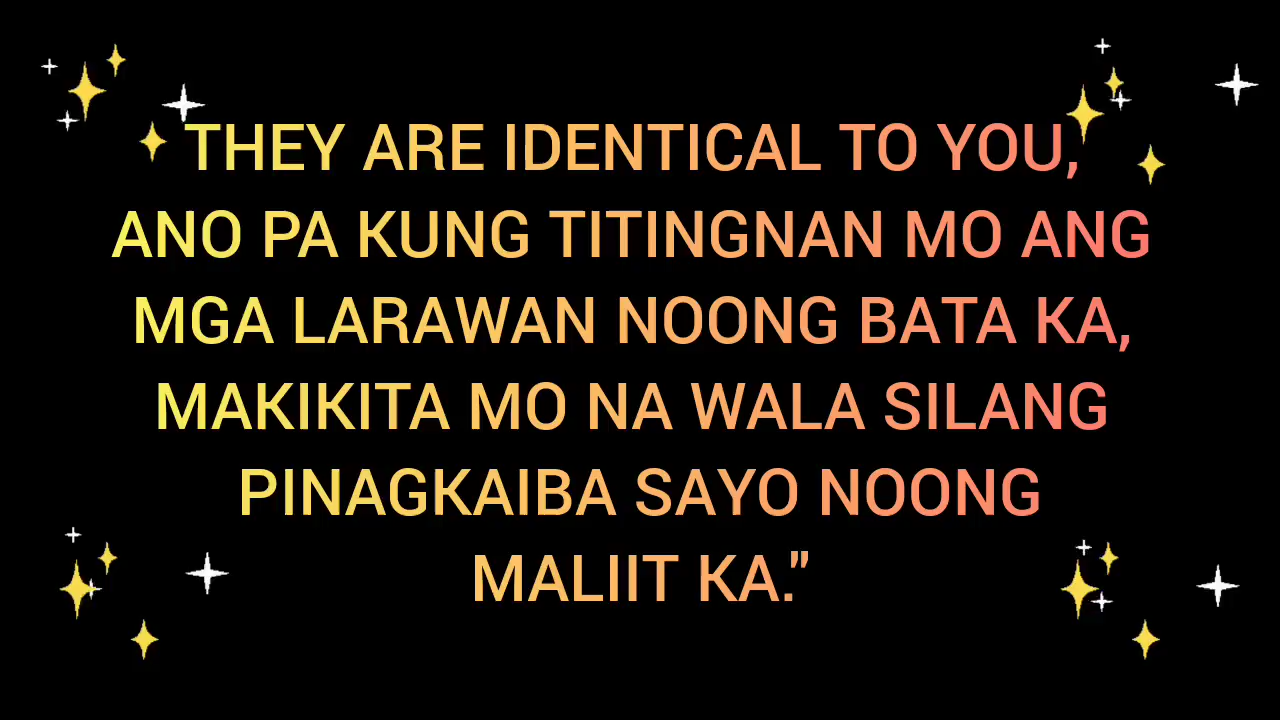 THEY ARE IDENTICAL TO YOU,
ANO PA KUNG TITINGNAN MO ANG
MGA LARAWAN NOONG BATA KA,
MAKIKITA MO NA WALA SILANG
PINAGKAIBA SAYO NOONG
MALIIT KA."